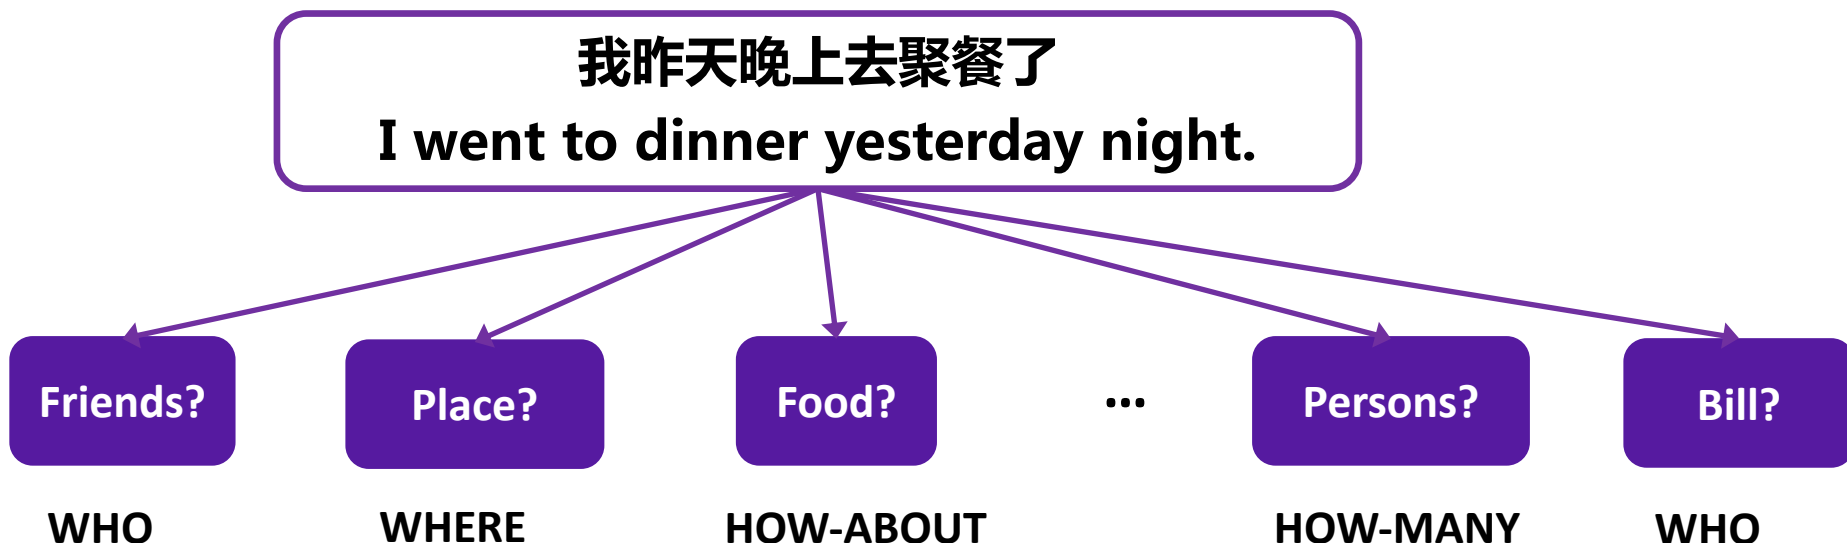 我昨天晚上去聚餐了
I went to dinner yesterday night.
Friends? Place? Food? ... Persons? Bill?
WHO WHERE HOW-ABOUT HOW-MANY WHO